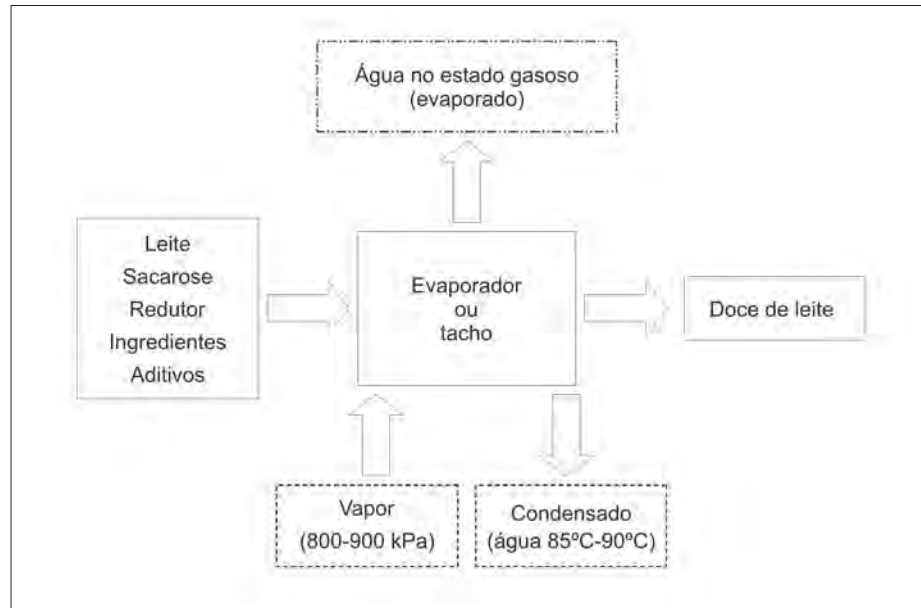 Água no estado gasoso
(evaporado)
Leite
Sacarose
Redutor
Ingredientes
Aditivos
Evaporador
ou
tacho
Doce de leite
Vapor
(800-900 kPa)
Condensado
(água 85ºC-90ºC)